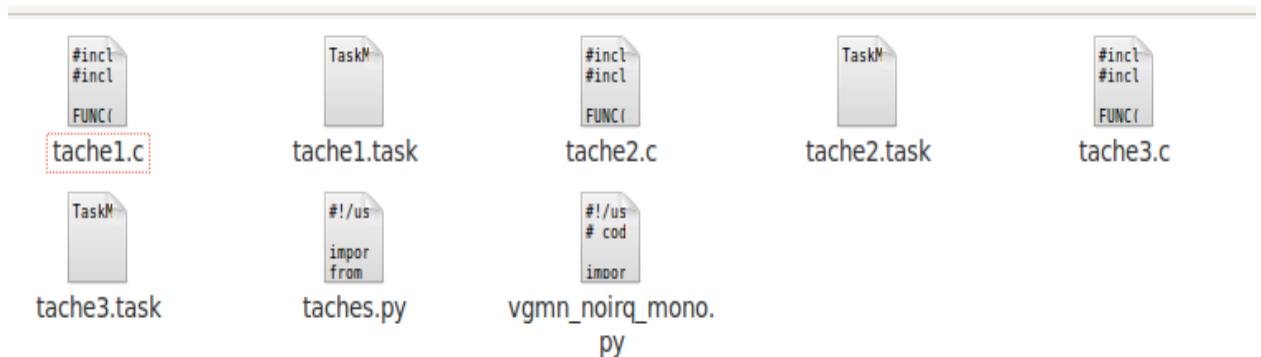 #incl
#incl
FUNC(
tache1.c
TaskM
tache1.task
#incl
#incl
FUNC(
tache2.c
TaskM
tache2.task
#incl
#incl
FUNC(
tache3.c
TaskM
tache3.task
#!/us
impor
from
taches.py
#!/us
# cod
impor
vgmn_noirq_mono.
py